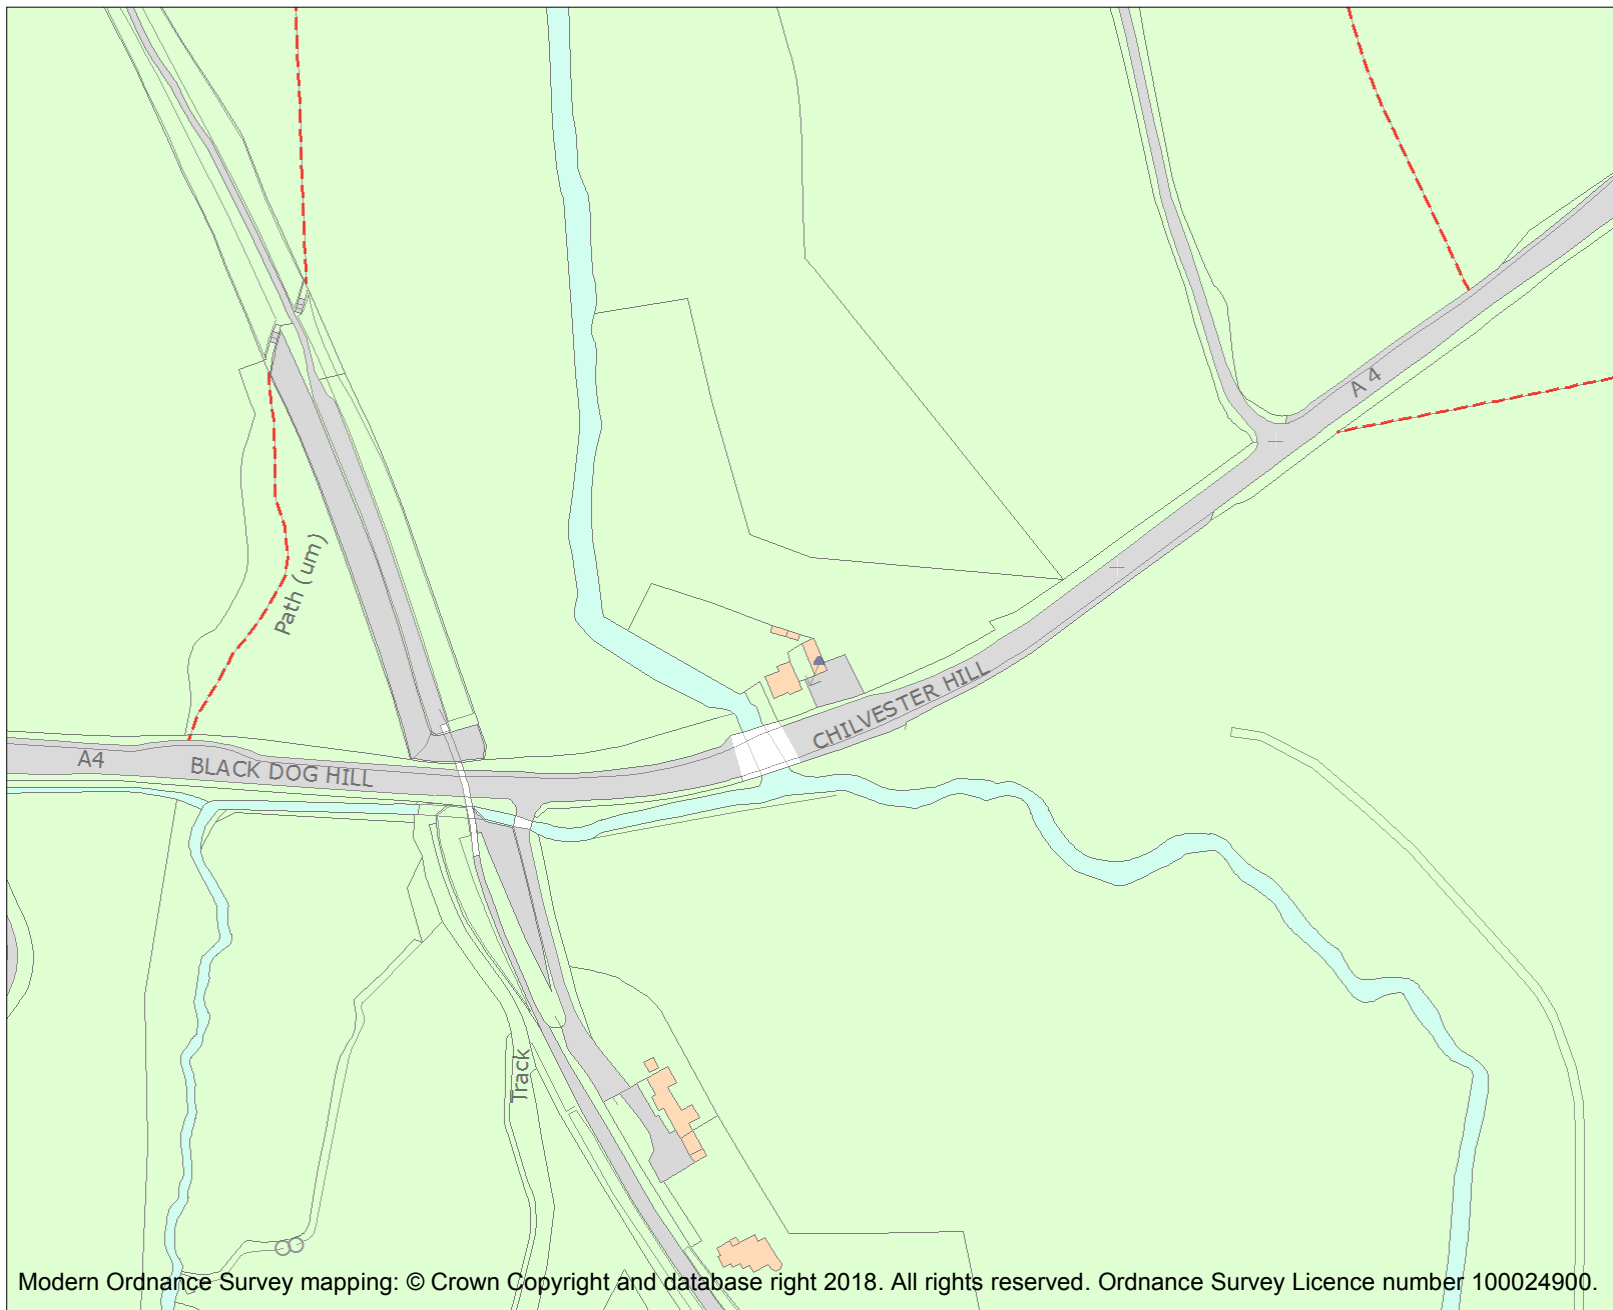 A 4
Path (um)
CHILVESTER HILL
A4
BLACK DOG HILL
Track
Modern Ordnance Survey mapping: © Crown Copyright and database right 2018. All rights reserved. Ordnance Survey Licence number 100024900.